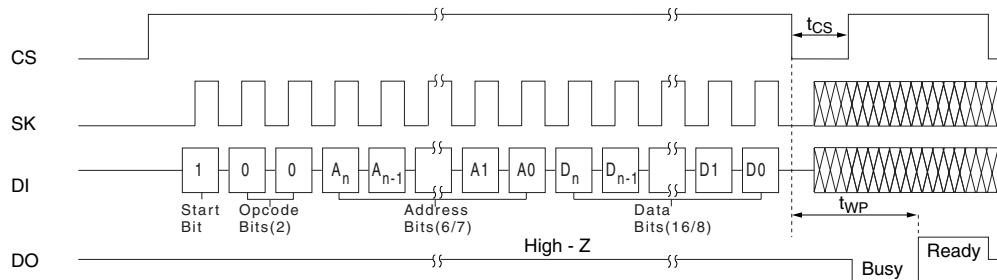 CS
tCS
SK
DI
1 0 0 An An-1 A1 A0 Dn Dn-1 D1 D0
Start Bit
Opcode Bits(2)
Address Bits(6/7)
Data Bits(16/8)
tWP
DO
High - Z
Busy
Ready